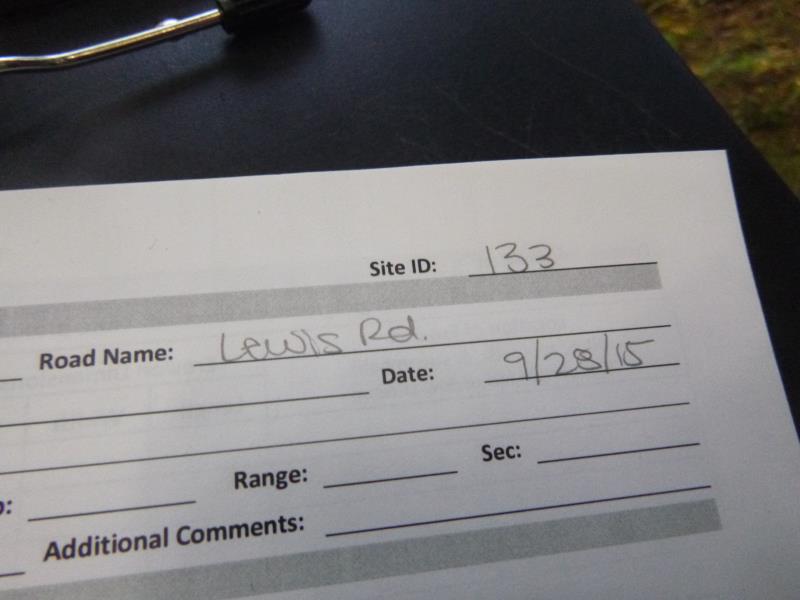 Site ID: 133
Road Name: Lewis Rd.
Date: 9/28/15
Range: Sec:
Additional Comments: